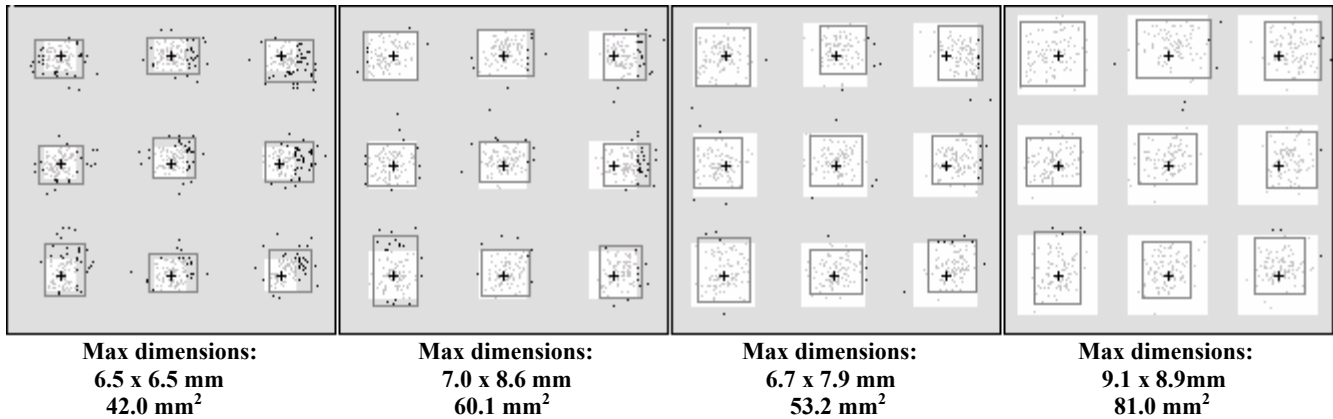 Max dimensions:
6.5 x 6.5 mm
42.0 mm²
Max dimensions:
7.0 x 8.6 mm
60.1 mm²
Max dimensions:
6.7 x 7.9 mm
53.2 mm²
Max dimensions:
9.1 x 8.9mm
81.0 mm²